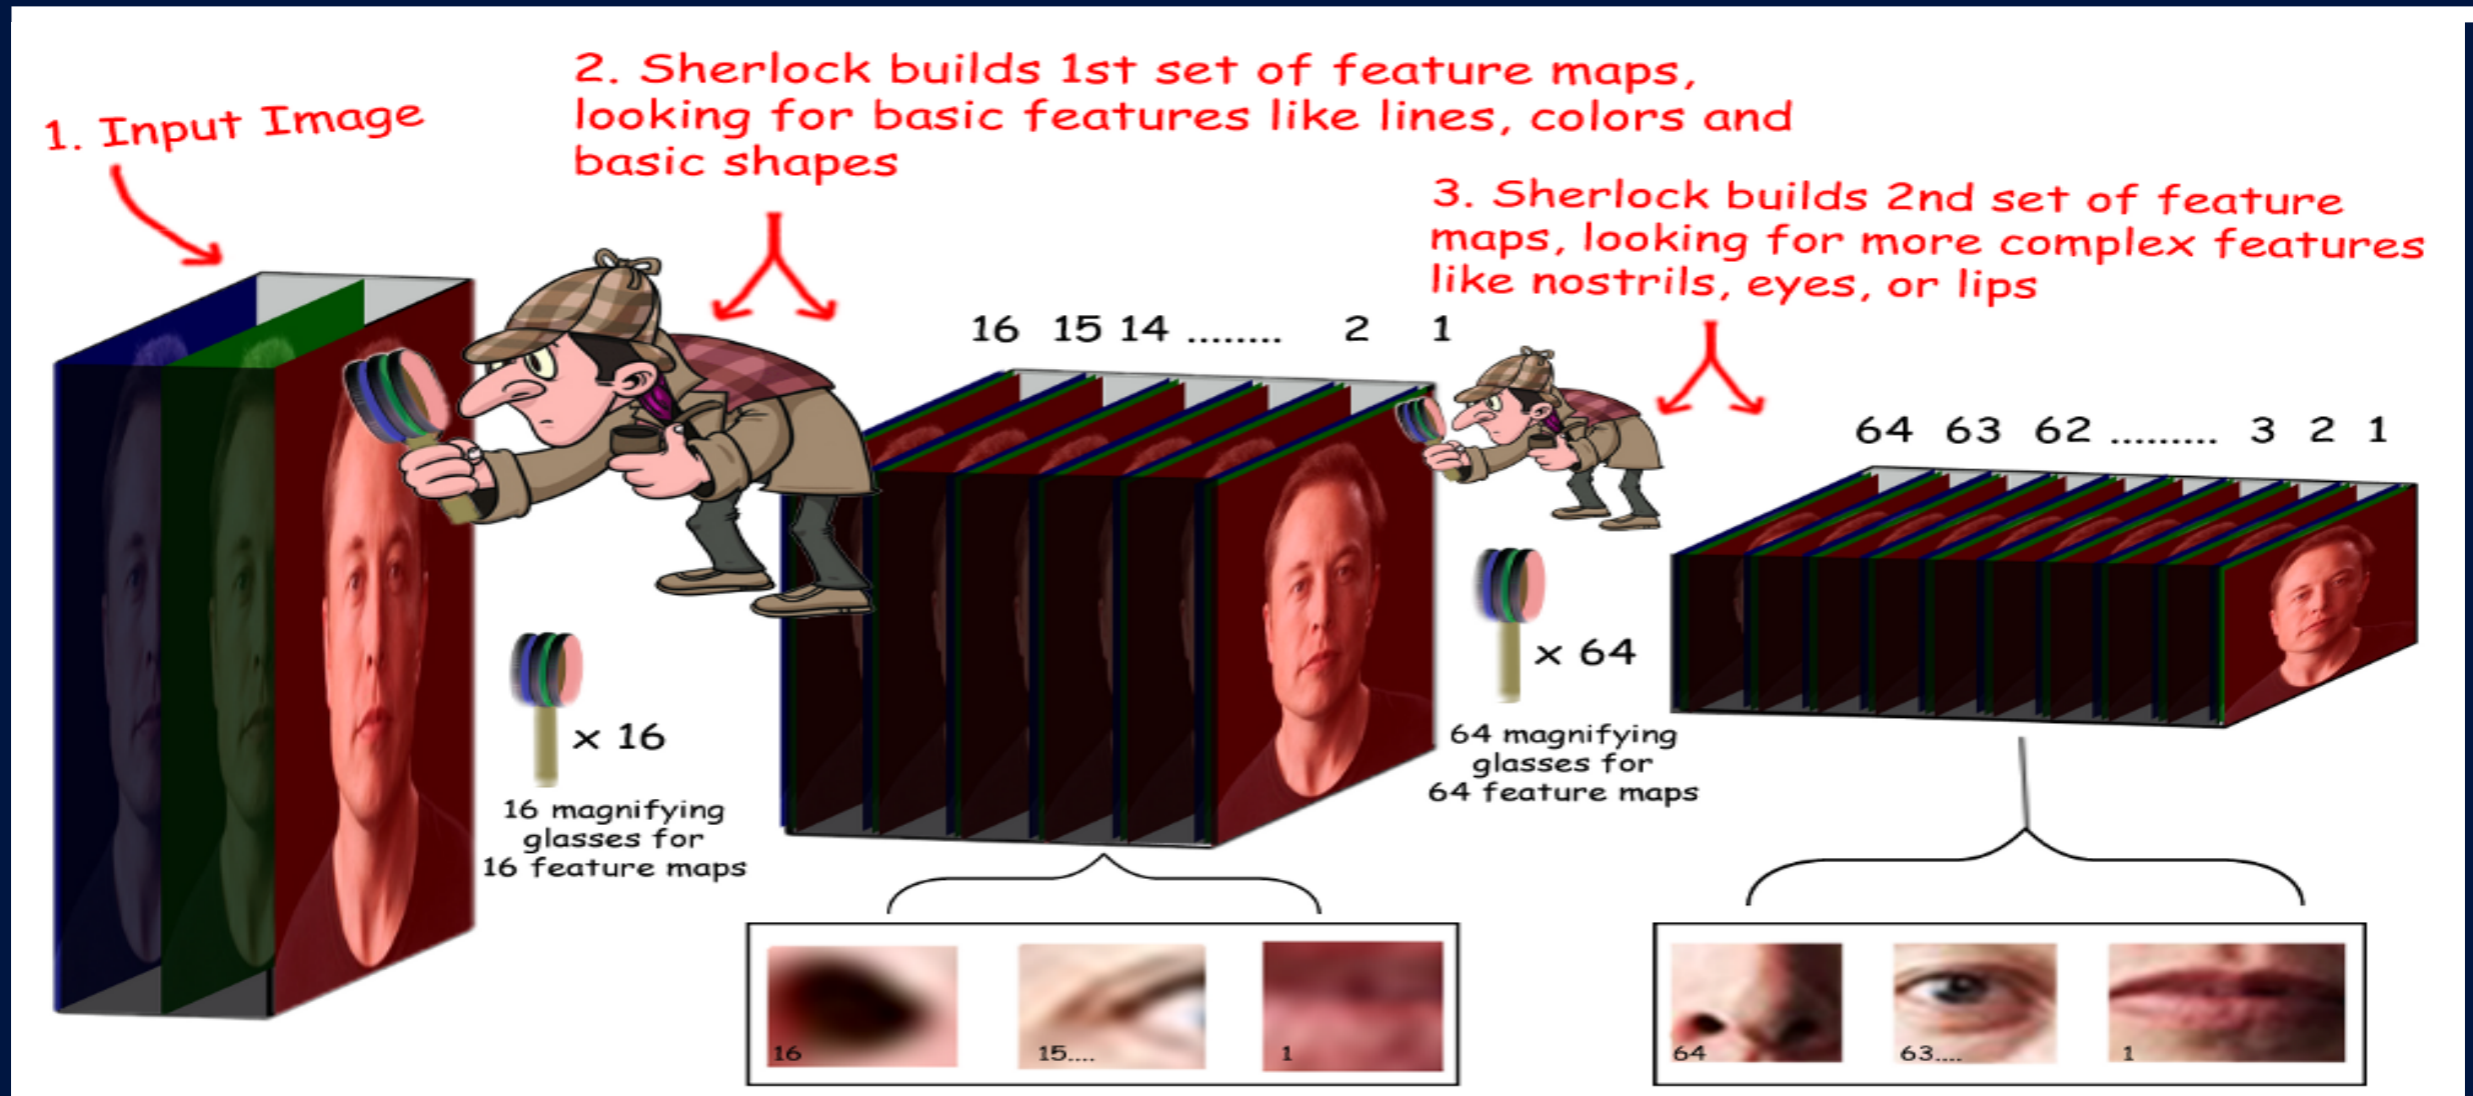 1. Input Image
2. Sherlock builds 1st set of feature maps,
looking for basic features like lines, colors and
basic shapes
3. Sherlock builds 2nd set of feature
maps, looking for more complex features
like nostrils, eyes, or lips
16 15 14 ........ 2 1
64 63 62 ......... 3 2 1
x 16
16 magnifying
glasses for
16 feature maps
x 64
64 magnifying
glasses for
64 feature maps
16
15....
1
64
63....
1